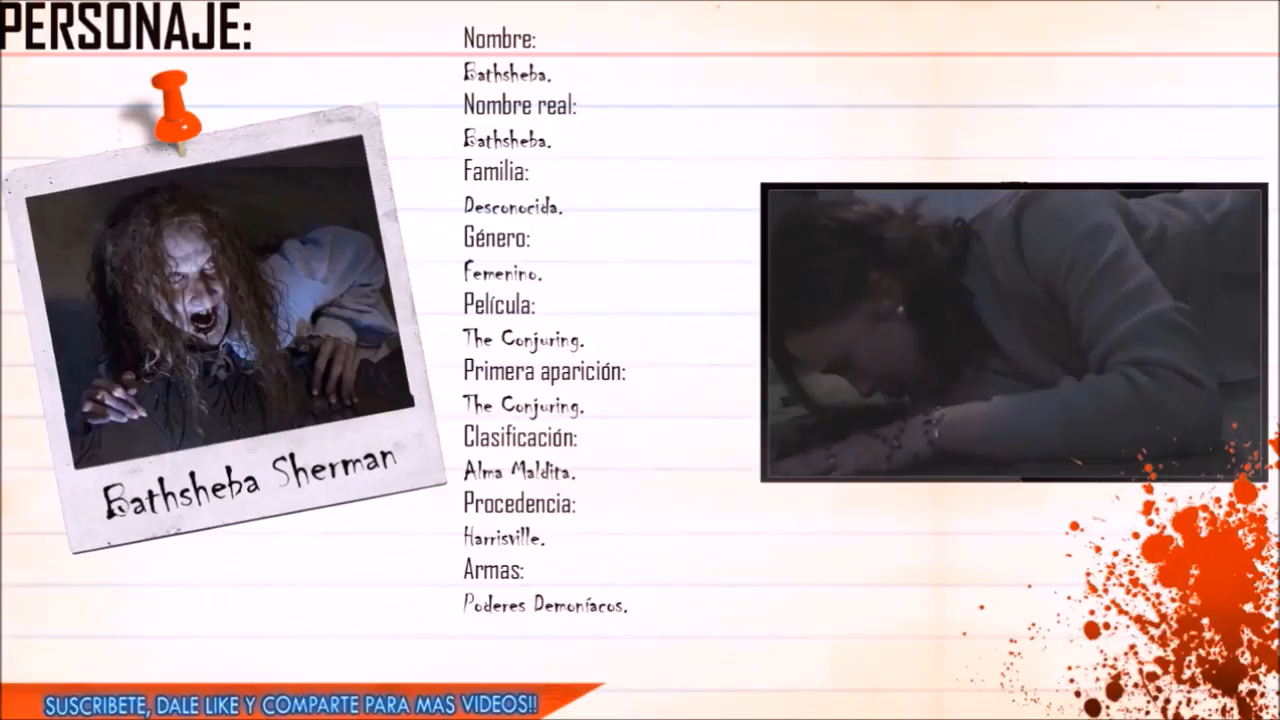 PERSONAJE:
Bathsheba Sherman
Nombre:
Bathsheba.
Nombre real:
Bathsheba.
Familia:
Desconocida.
Género:
Femenino.
Película:
The Conjuring.
Primera aparición:
The Conjuring.
Clasificación:
Alma Maldita.
Procedencia:
Harrisville.
Armas:
Poderes Demoníacos.
SUSCRIBETE, DALE LIKE Y COMPARTE PARA MAS VIDEOS!!